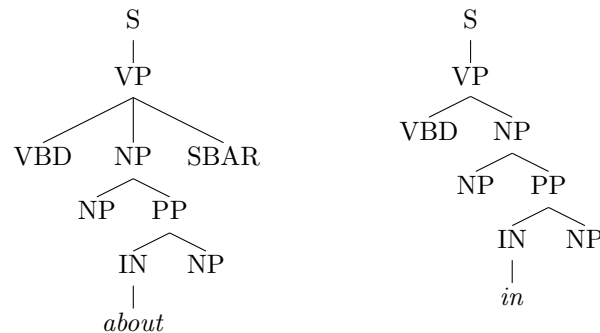 S S
VP VP
VBD NP SBAR VBD NP
NP PP NP PP
IN NP IN NP
about in